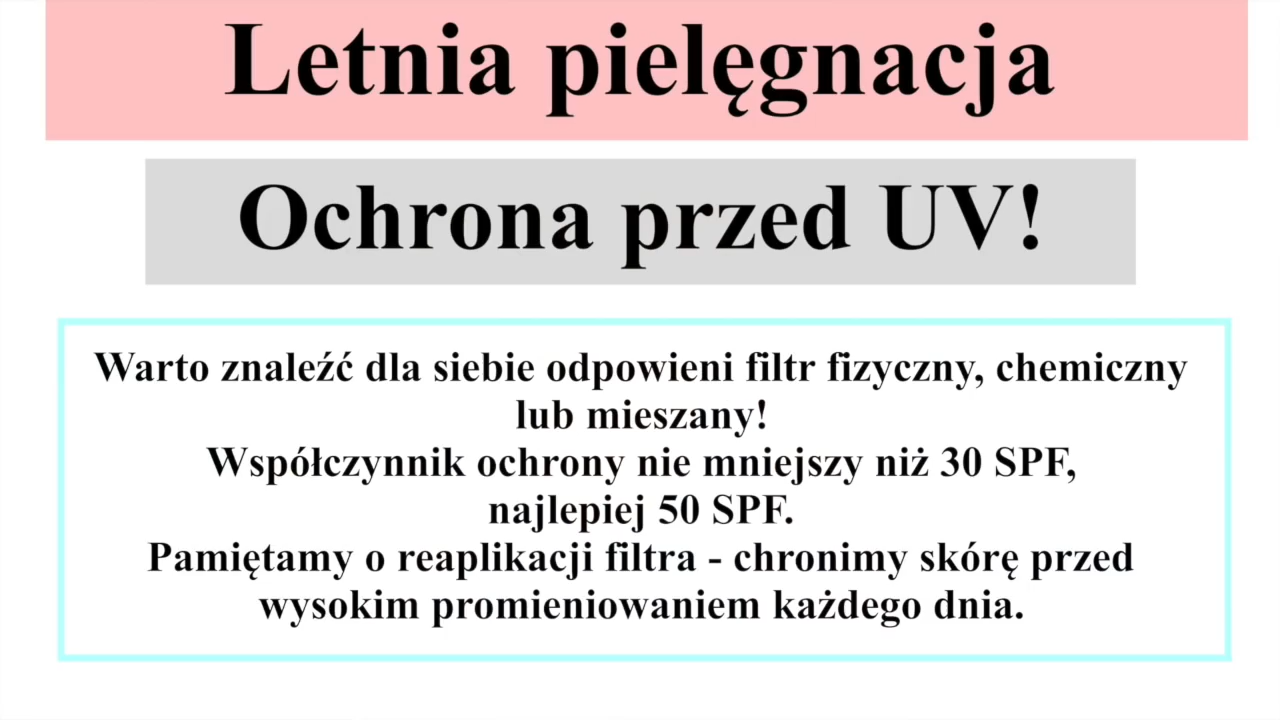 Letnia pielęgnacja
Ochrona przed UV!
Warto znaleźć dla siebie odpowieni filtr fizyczny, chemiczny
lub mieszany!
Współczynnik ochrony nie mniejszy niż 30 SPF,
najlepiej 50 SPF.
Pamiętamy o reaplikacji filtra - chronimy skórę przed
wysokim promieniowaniem każdego dnia.